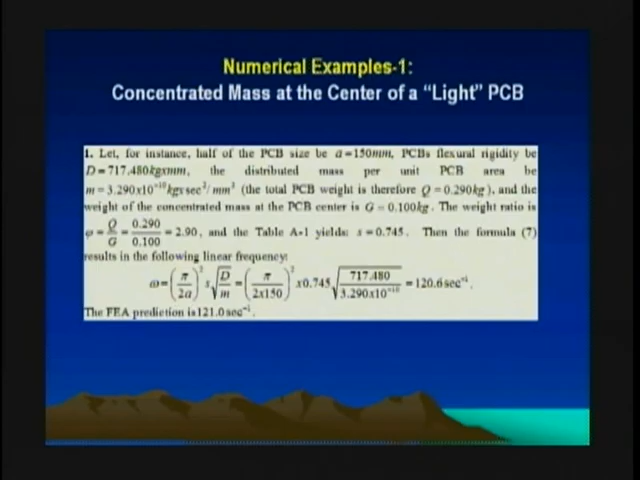 Numerical Examples-1:
Concentrated Mass at the Center of a “Light” PCB
1. Let, for instance, half of the PCB size be a=150mm, PCBs flexural rigidity be
D=717.480kgxmm, the distributed mass per unit PCB area be
m=3.290x10⁻¹⁰kgxsec²/mm³ (the total PCB weight is therefore Q=0.290kg), and the
weight of the concentrated mass at the PCB center is G=0.100kg. The weight ratio is
φ = Q/G = 0.290/0.100 = 2.90, and the Table A-1 yields: s=0.745. Then the formula (7)
results in the following linear frequency:
ω=(π/2a)² s√(D/m) = (π/2x150)² x0.745√(717.480/3.290x10⁻¹⁰) = 120.6sec⁻¹.
The FEA prediction is 121.0sec⁻¹.